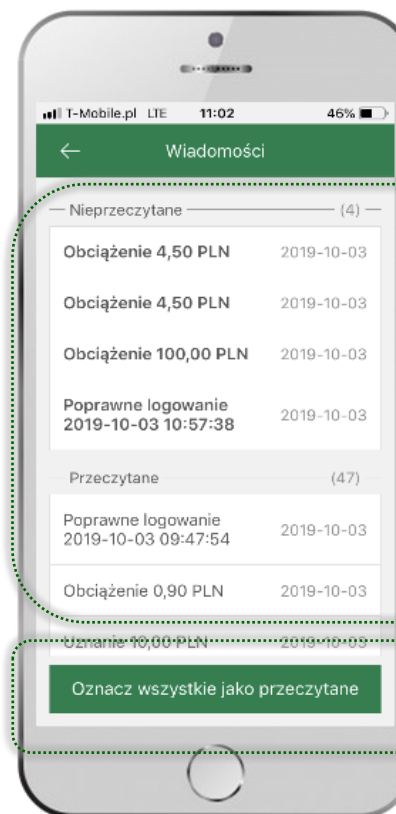 T-Mobile.pl LTE 11:02 46%
Wiadomości
Nieprzeczytane (4)
Obciążenie 4,50 PLN 2019-10-03
Obciążenie 4,50 PLN 2019-10-03
Obciążenie 100,00 PLN 2019-10-03
Poprawne logowanie
2019-10-03 10:57:38 2019-10-03
Przeczytane (47)
Poprawne logowanie
2019-10-03 09:47:54 2019-10-03
Obciążenie 0,90 PLN 2019-10-03
Uznanie 10,00 PLN 2019-10-03
Oznacz wszystkie jako przeczytane